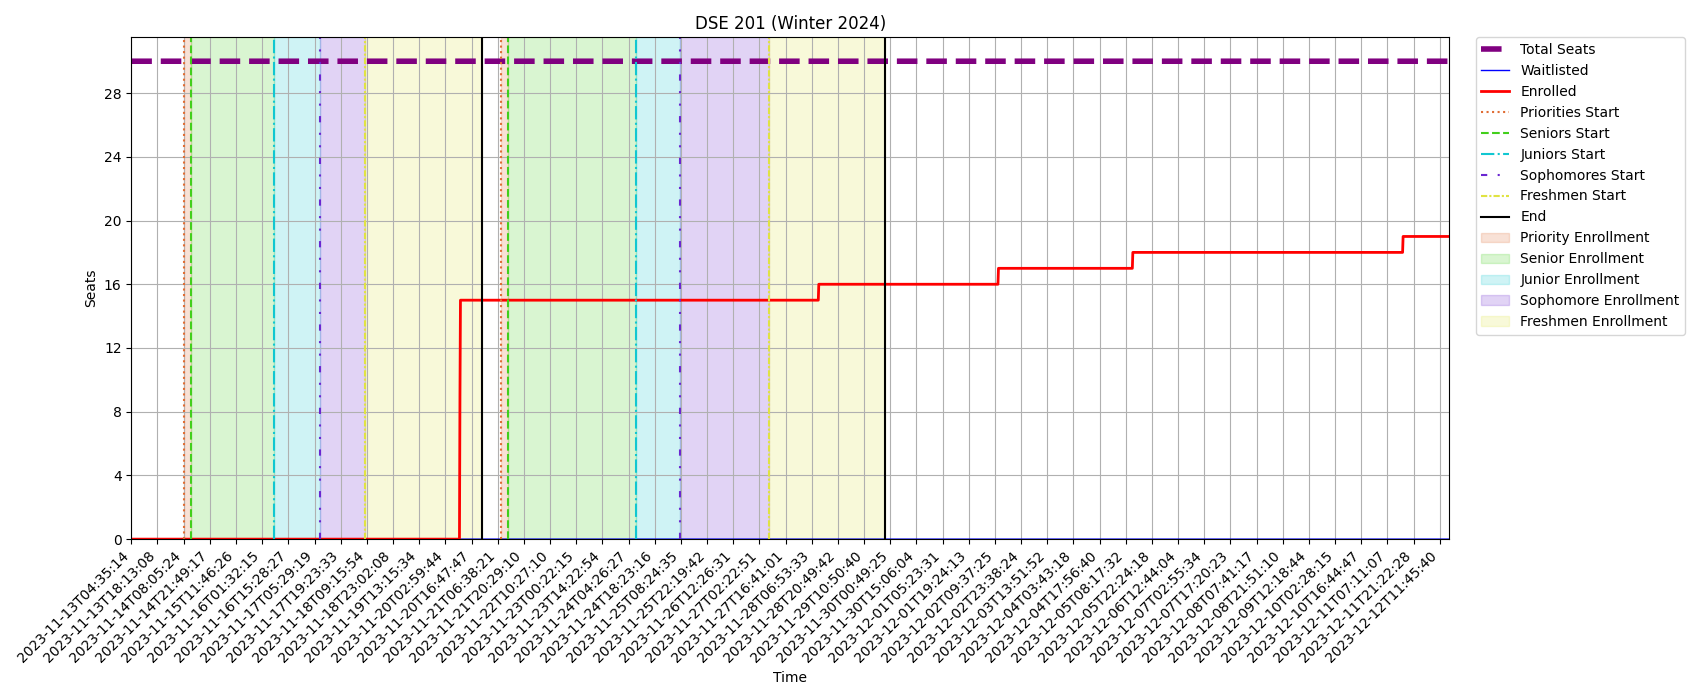 DSE 201 (Winter 2024)
Total Seats
Waitlisted
Enrolled
Priorities Start
Seniors Start
Juniors Start
Sophomores Start
Freshmen Start
End
Priority Enrollment
Senior Enrollment
Junior Enrollment
Sophomore Enrollment
Freshmen Enrollment
Seats
28
24
20
16
12
8
4
0
2023-11-13T04:35:14
2023-11-13T18:13:08
2023-11-14T08:05:24
2023-11-14T21:49:17
2023-11-15T11:46:26
2023-11-16T01:32:15
2023-11-16T15:28:27
2023-11-17T05:29:19
2023-11-17T19:23:33
2023-11-18T09:15:54
2023-11-18T23:02:08
2023-11-19T13:15:34
2023-11-20T02:59:44
2023-11-20T16:47:47
2023-11-21T06:38:21
2023-11-21T20:29:10
2023-11-22T10:27:10
2023-11-23T00:22:15
2023-11-23T14:22:54
2023-11-24T04:26:27
2023-11-24T18:23:16
2023-11-25T08:24:35
2023-11-25T22:19:42
2023-11-26T12:26:31
2023-11-27T02:22:51
2023-11-27T16:41:01
2023-11-28T06:53:33
2023-11-28T20:49:42
2023-11-29T10:50:40
2023-11-30T00:49:25
2023-11-30T15:06:04
2023-12-01T05:23:31
2023-12-01T19:24:13
2023-12-02T09:37:25
2023-12-02T23:38:24
2023-12-03T13:51:52
2023-12-04T03:43:18
2023-12-04T17:56:40
2023-12-05T08:17:32
2023-12-05T22:24:18
2023-12-06T12:44:04
2023-12-07T02:55:34
2023-12-07T17:20:23
2023-12-08T07:41:17
2023-12-08T21:51:10
2023-12-09T12:18:44
2023-12-10T02:28:15
2023-12-10T16:44:47
2023-12-11T07:11:07
2023-12-11T21:22:28
2023-12-12T11:45:40
Time